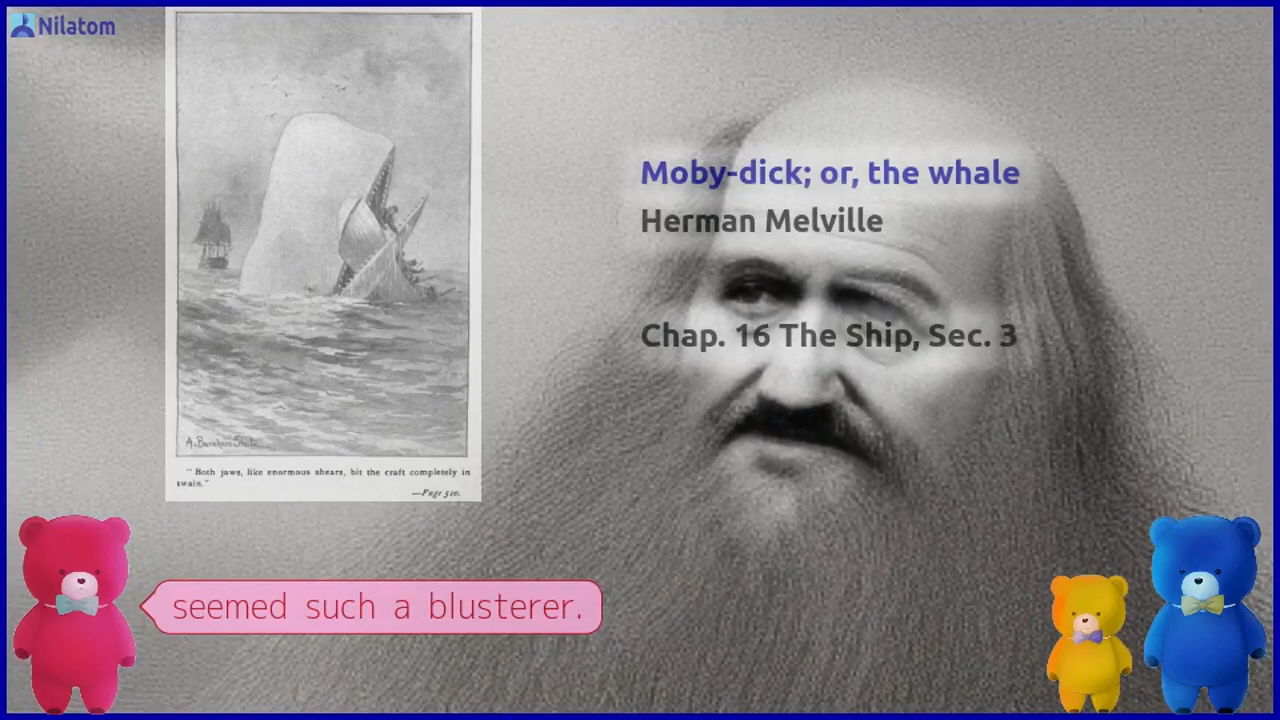 Nilatom
Moby-dick; or, the whale
Herman Melville
Chap. 16 The Ship, Sec. 3
"Both jaws, like enormous shears, bit the craft completely in
twain."
—Page 510.
seemed such a blusterer.